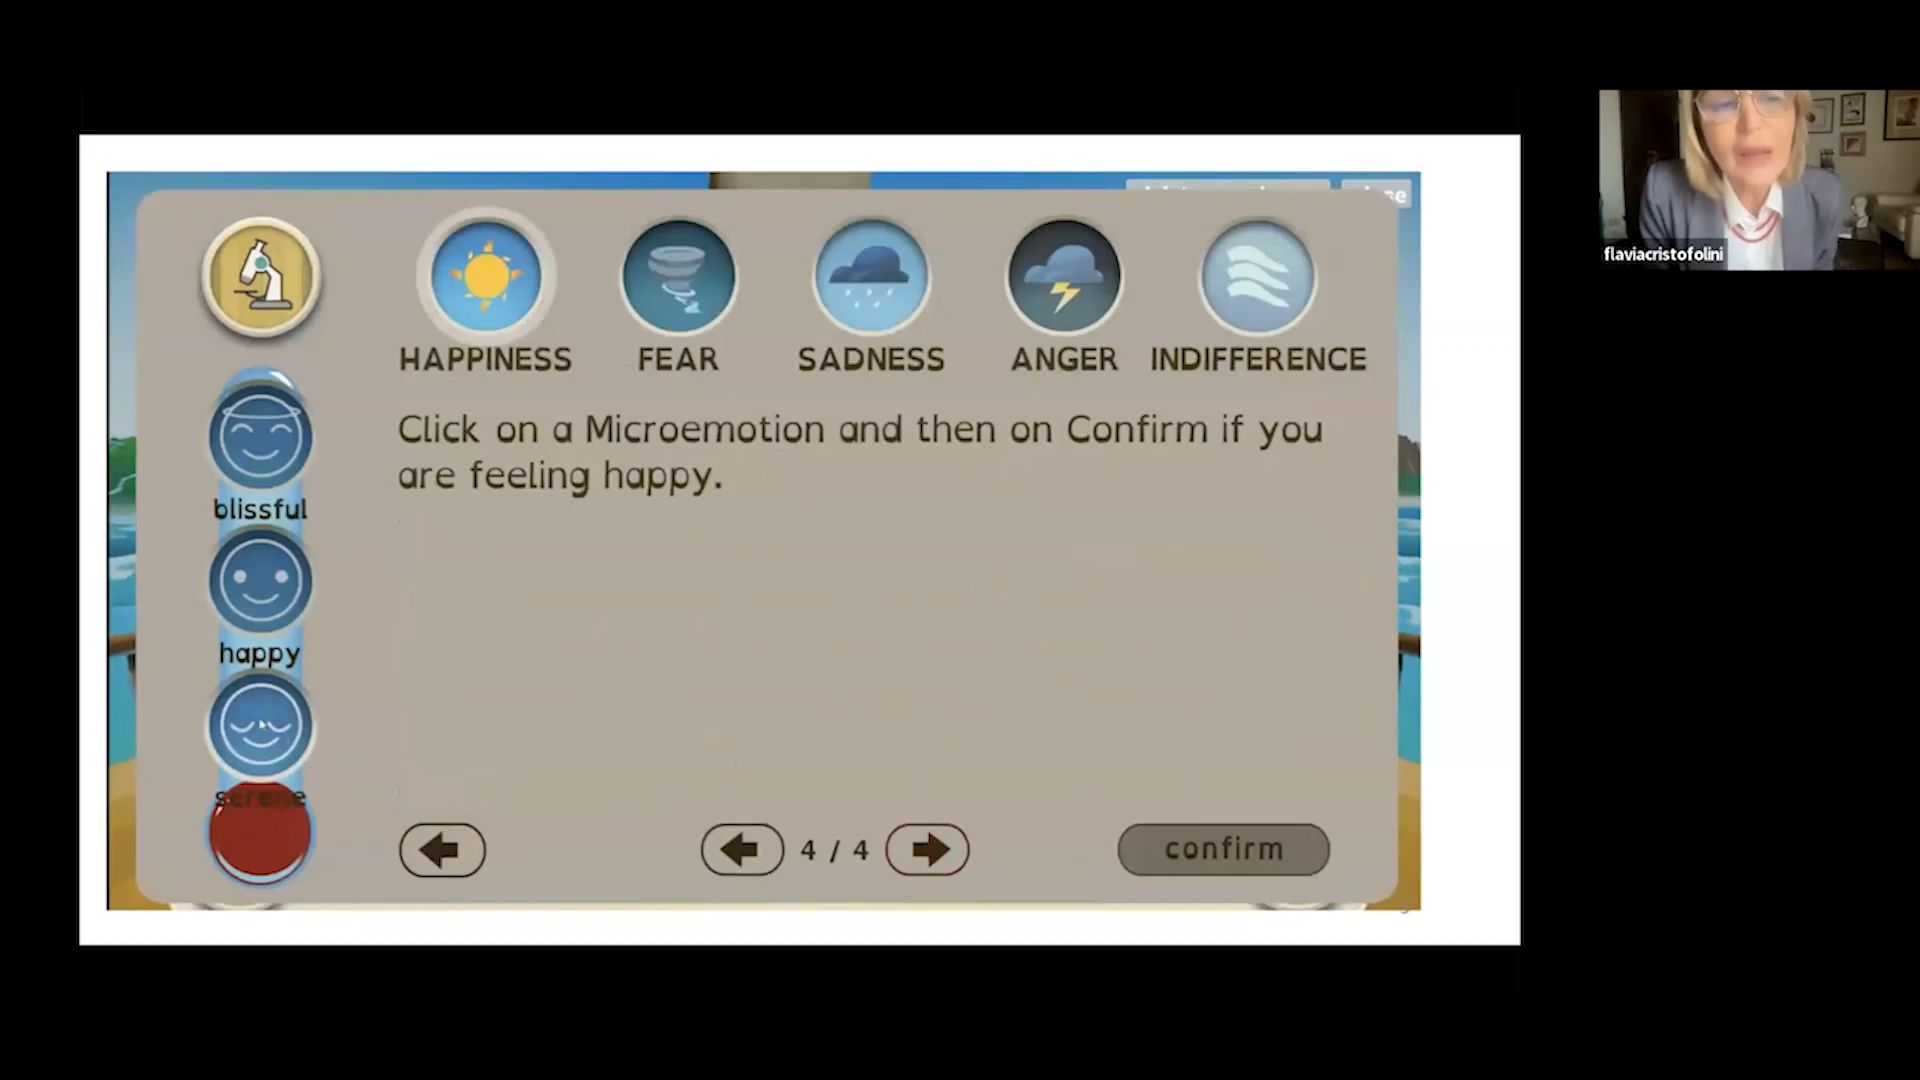 HAPPINESS
FEAR
SADNESS
ANGER
INDIFFERENCE
Click on a Microemotion and then on Confirm if you
are feeling happy.
blissful
happy
serene
4 / 4
confirm
flaviacristofolini